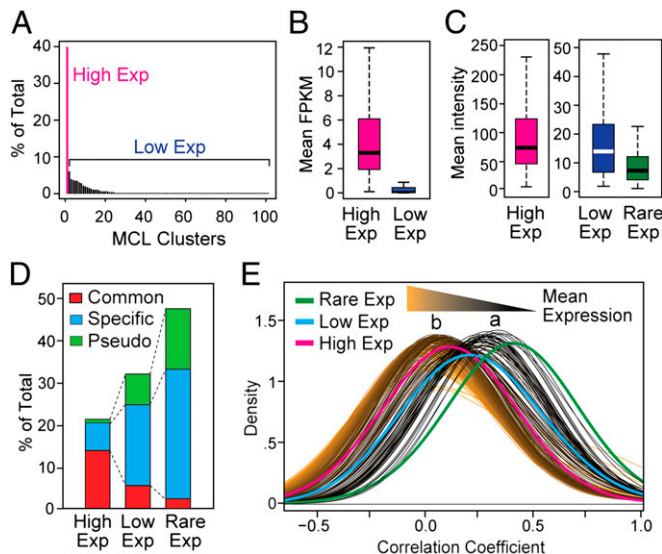 A
% of Total
40
30
20
10
0
High Exp
Low Exp
0
20
40
60
80
100
MCL Clusters
B
Mean FPKM
12
10
8
6
4
2
0
High
Exp
Low
Exp
C
Mean intensity
250
200
150
100
50
0
High
Exp
50
40
30
20
10
0
Low
Exp
Rare
Exp
D
% of Total
50
40
30
20
10
0
Common
Specific
Pseudo
High
Exp
Low
Exp
Rare
Exp
E
Rare Exp
Low Exp
High Exp
b
a
Mean
Expression
Density
1.5
1.
.5
0
−0.5
0.0
0.5
1.0
Correlation Coefficient